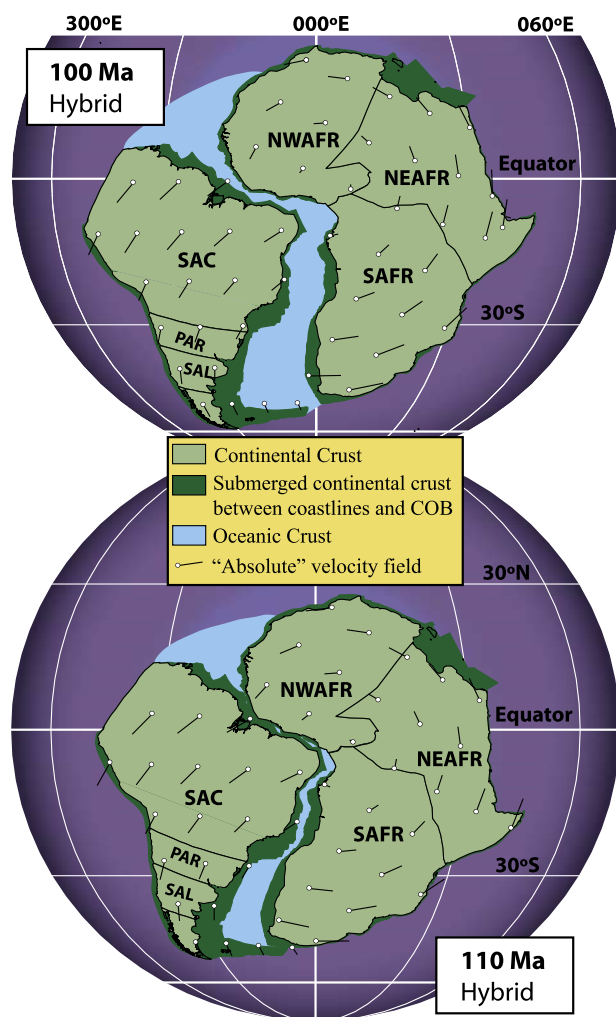 300ºE 000ºE 060ºE
100 Ma
Hybrid
NWAFR
NEAFR
Equator
SAC
SAFR
30ºS
PAR
SAL
Continental Crust
Submerged continental crust
between coastlines and COB
Oceanic Crust
“Absolute” velocity field
30ºN
NWAFR
Equator
NEAFR
SAC
SAFR
PAR
30ºS
SAL
110 Ma
Hybrid